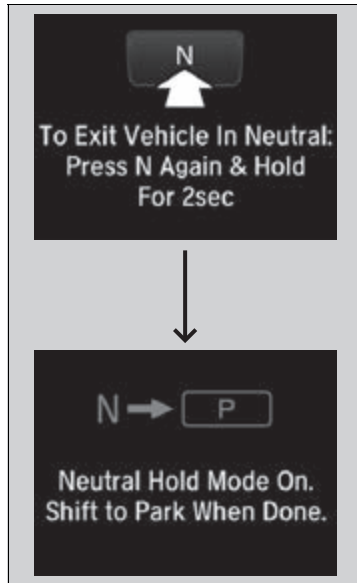 N
To Exit Vehicle In Neutral:
Press N Again & Hold
For 2sec
N P
Neutral Hold Mode On.
Shift to Park When Done.